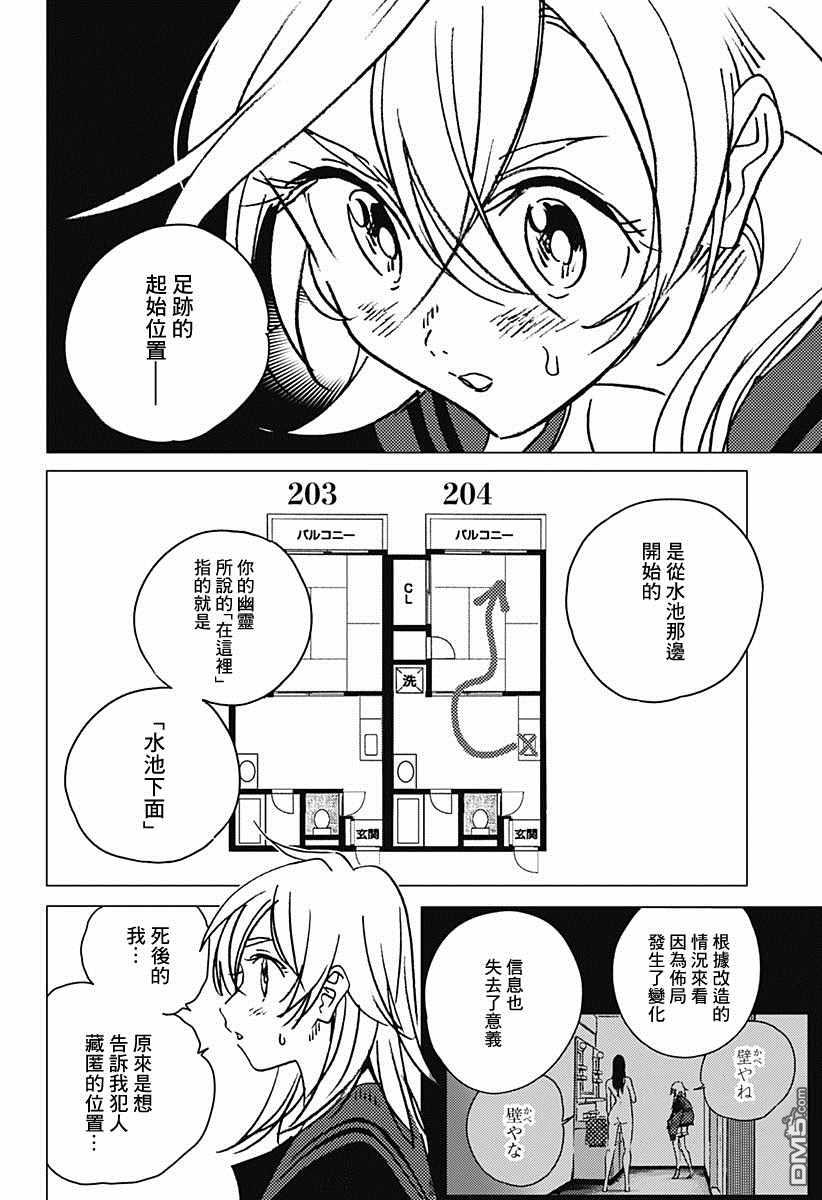 足跡的
起始位置——
203
204
バルコニー
バルコニー
CL
洗
玄関
玄関
是從水池那邊
開始的
你的幽靈
所說的「在這裡」
指的就是
「水池下面」
根據改造的
情況來看
因為佈局
發生了變化
信息也
失去了意義
壁やね
かべ
壁やな
かべ
死後的
我…
原來是想
告訴我犯人
藏匿的位置…
DM5.com